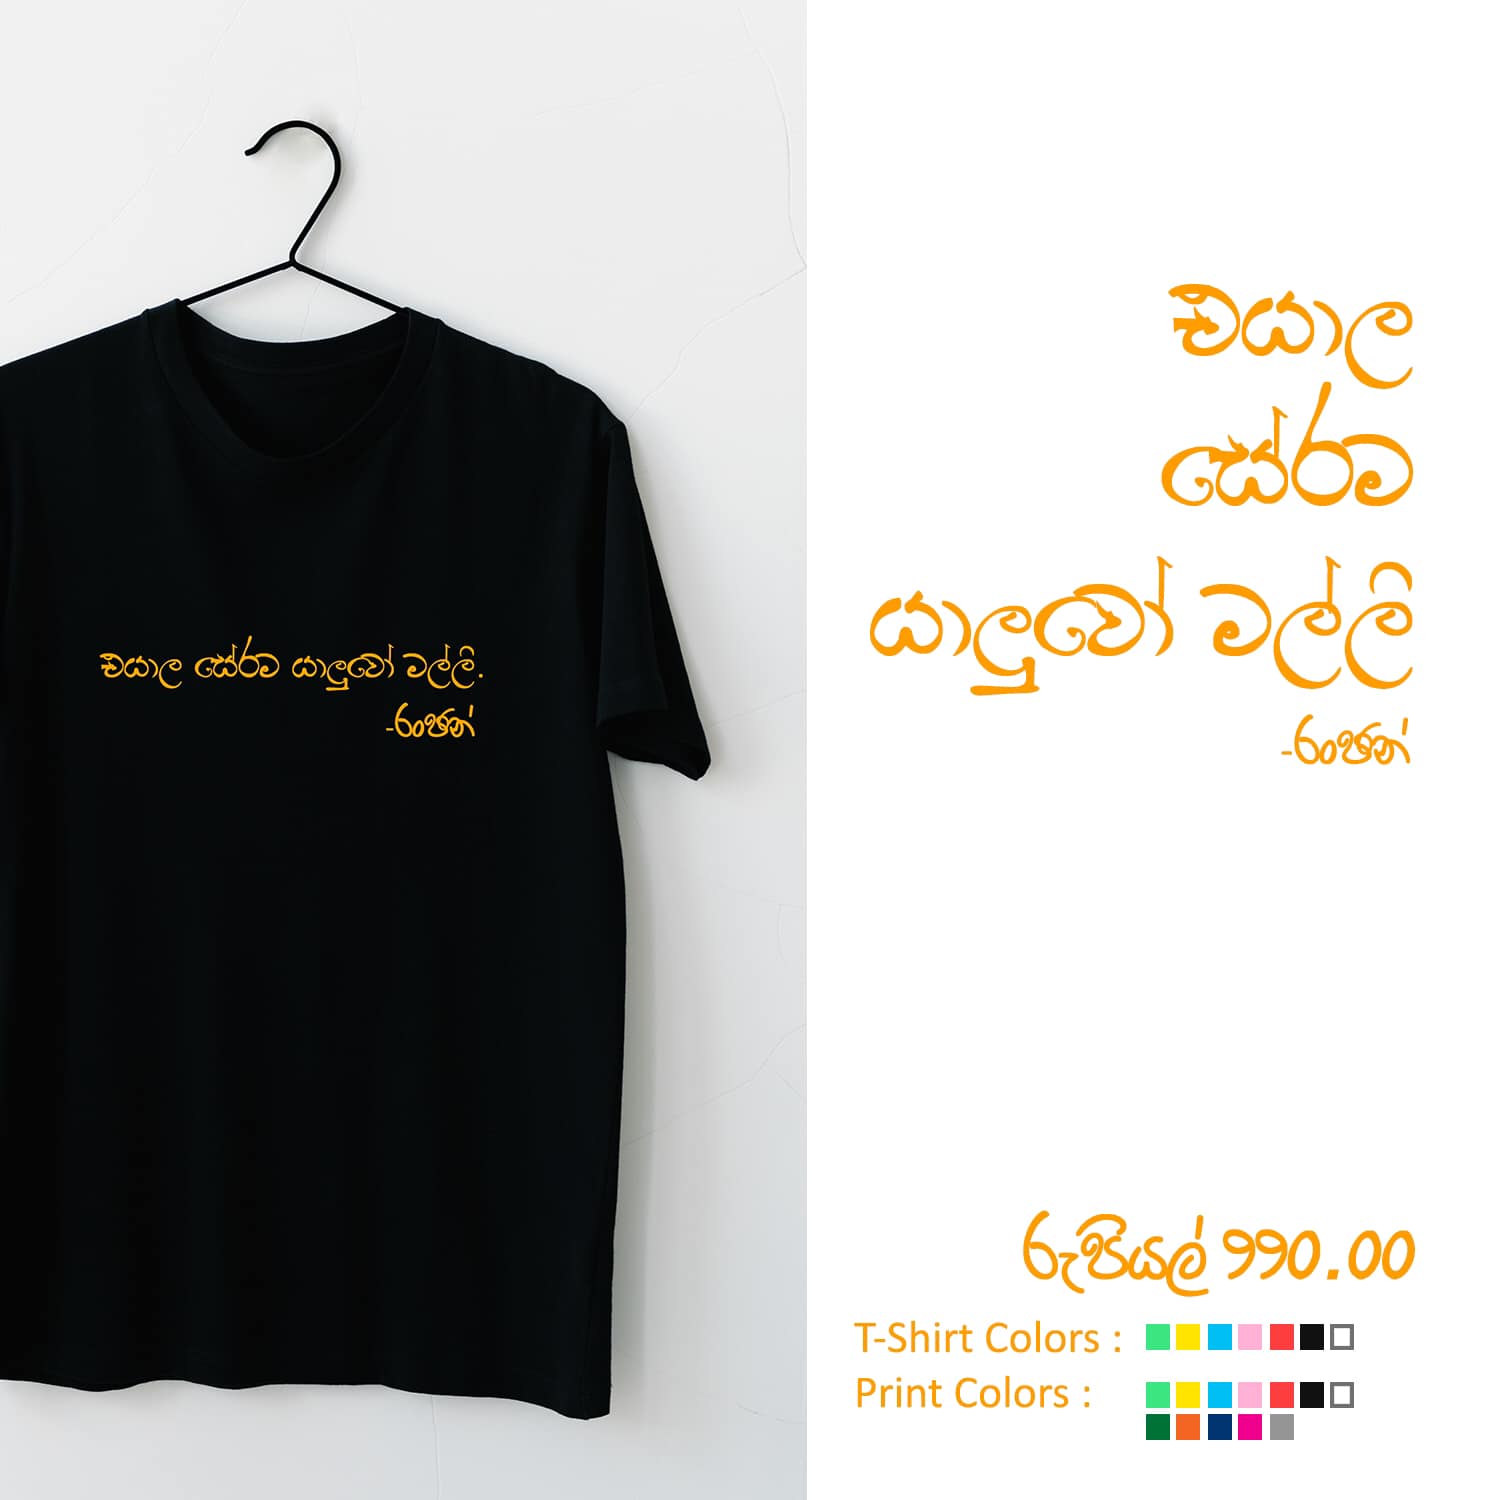 එයාල සේරම යාලුවෝ මල්ලි.
-රංජන්
එයාල
සේරම
යාලුවෝ මල්ලි
-රංජන්
රුපියල් 990.00
T-Shirt Colors :
Print Colors :